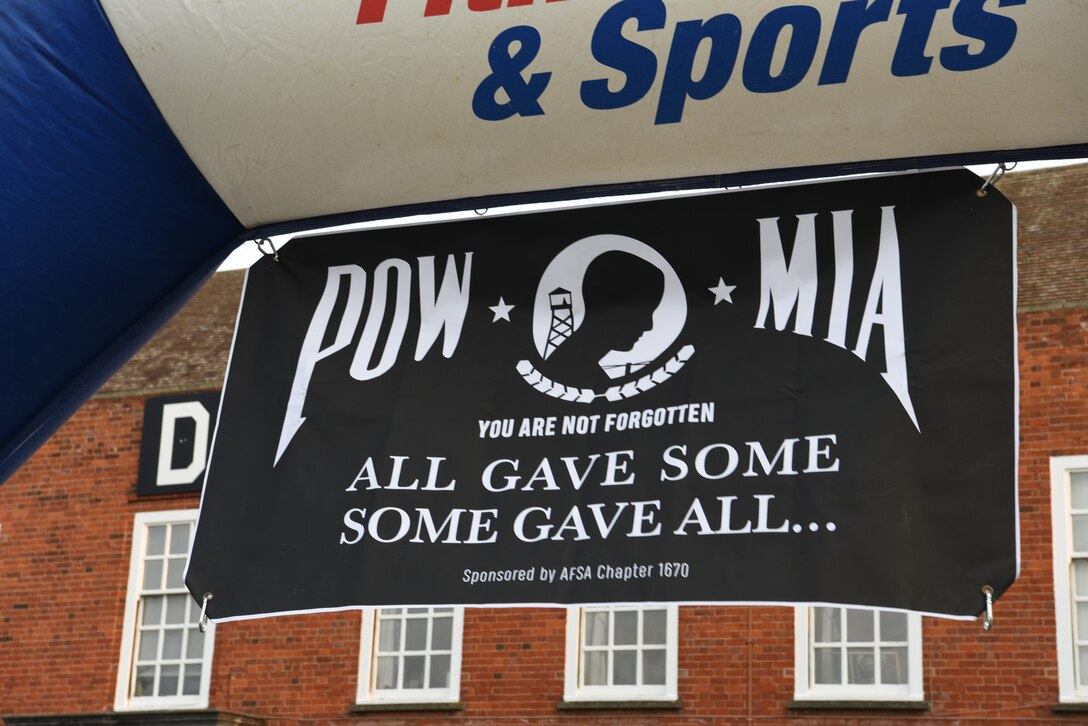 & Sports
POW ★ ★ MIA
D
YOU ARE NOT FORGOTTEN
ALL GAVE SOME
SOME GAVE ALL...
Sponsored by AFSA Chapter 1670